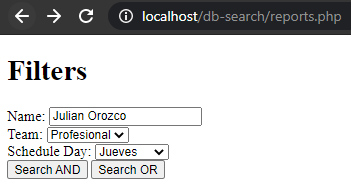 localhost/db-search/reports.php
Filters
Name: Julian Orozco
Team: Profesional
Schedule Day: Jueves
Search AND Search OR